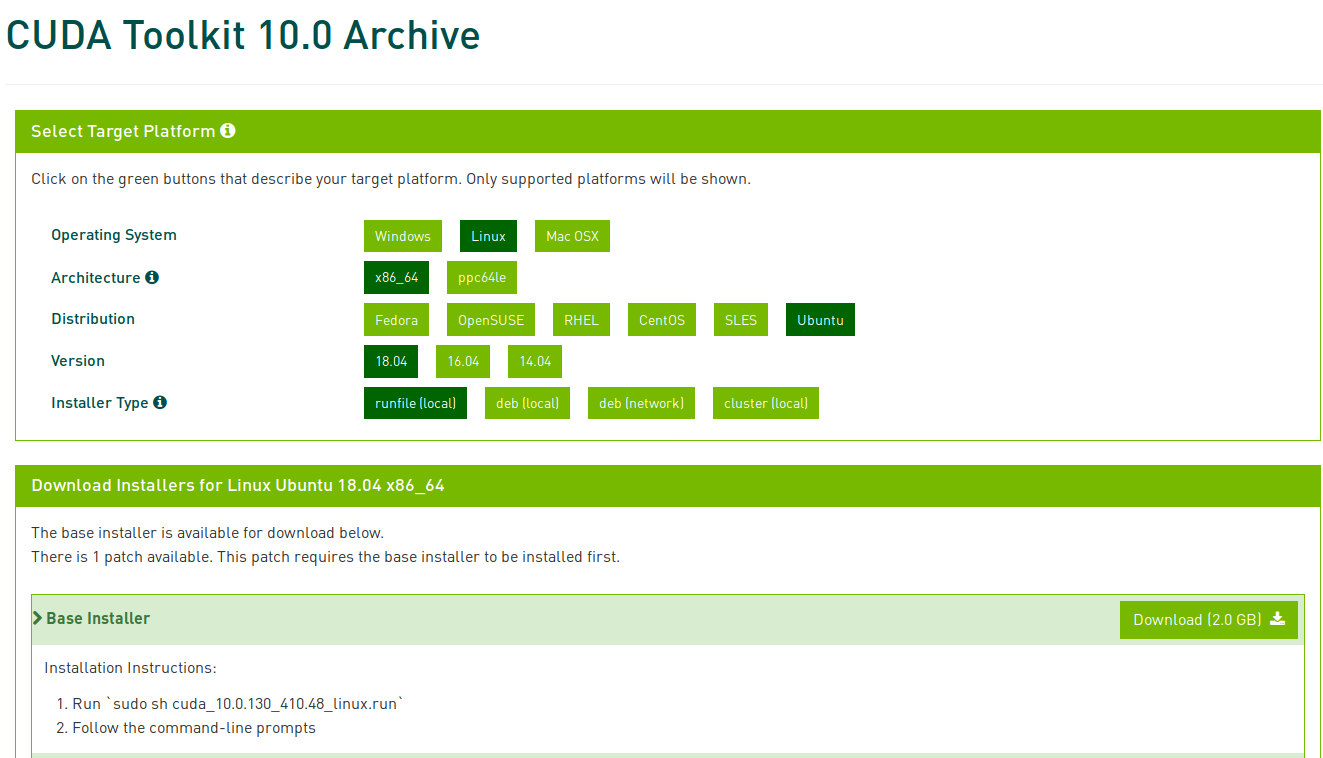 CUDA Toolkit 10.0 Archive
Select Target Platform
Click on the green buttons that describe your target platform. Only supported platforms will be shown.
Operating System Windows Linux Mac OSX
Architecture x86_64 ppc64le
Distribution Fedora OpenSUSE RHEL CentOS SLES Ubuntu
Version 18.04 16.04 14.04
Installer Type runfile (local) deb (local) deb (network) cluster (local)
Download Installers for Linux Ubuntu 18.04 x86_64
The base installer is available for download below.
There is 1 patch available. This patch requires the base installer to be installed first.
Base Installer Download (2.0 GB)
Installation Instructions:
1. Run `sudo sh cuda_10.0.130_410.48_linux.run`
2. Follow the command-line prompts